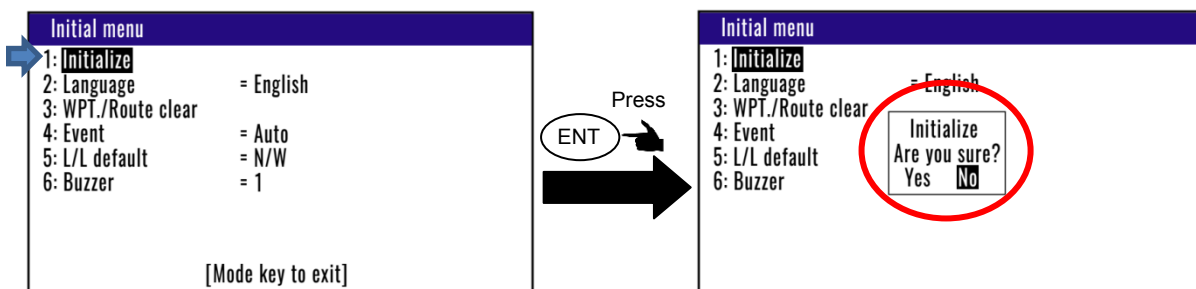 Initial menu
1: Initialize
2: Language = English
3: WPT./Route clear
4: Event = Auto
5: L/L default = N/W
6: Buzzer = 1
[Mode key to exit]
Press
ENT
Initial menu
1: Initialize
2: Language = English
3: WPT./Route clear
4: Event
5: L/L default
6: Buzzer
Initialize
Are you sure?
Yes No